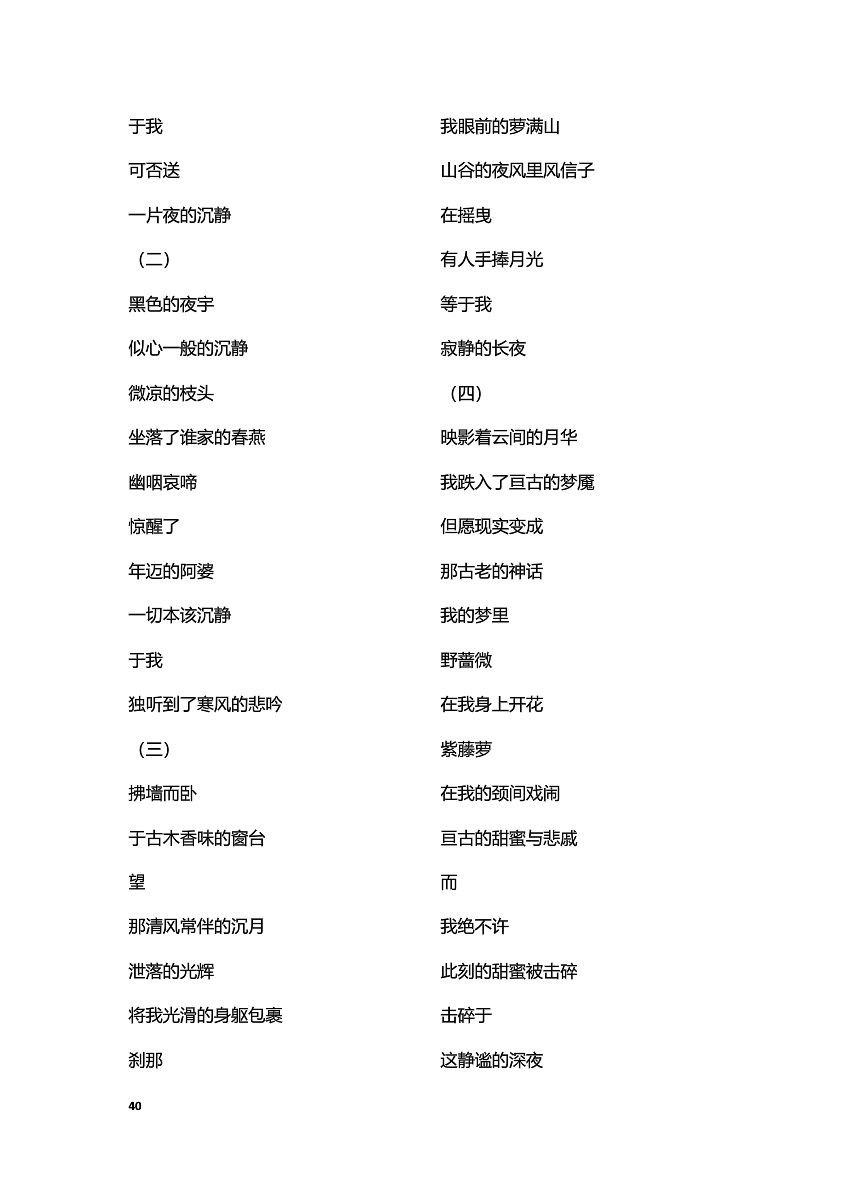 于我
可否送
一片夜的沉静
（二）
黑色的夜宇
似心一般的沉静
微凉的枝头
坐落了谁家的春燕
幽咽哀啼
惊醒了
年迈的阿婆
一切本该沉静
于我
独听到了寒风的悲吟
（三）
拂墙而卧
于古木香味的窗台
望
那清风常伴的沉月
泄落的光辉
将我光滑的身躯包裹
刹那
我眼前的萝满山
山谷的夜风里风信子
在摇曳
有人手捧月光
等于我
寂静的长夜
（四）
映影着云间的月华
我跌入了亘古的梦魇
但愿现实变成
那古老的神话
我的梦里
野蔷微
在我身上开花
紫藤萝
在我的颈间戏闹
亘古的甜蜜与悲戚
而
我绝不许
此刻的甜蜜被击碎
击碎于
这静谧的深夜
40